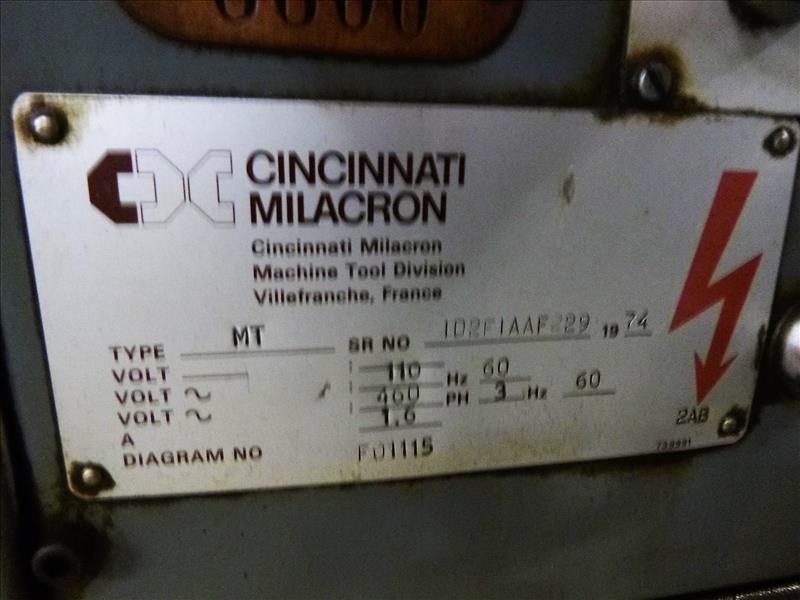 CINCINNATI
MILACRON
Cincinnati Milacron
Machine Tool Division
Villefranche, France
TYPE MT SR NO 19 74
VOLT 110 Hz 60
VOLT ~ 460 PH 3 Hz 60
VOLT ~ 1.6
A
DIAGRAM NO F01115
2AB